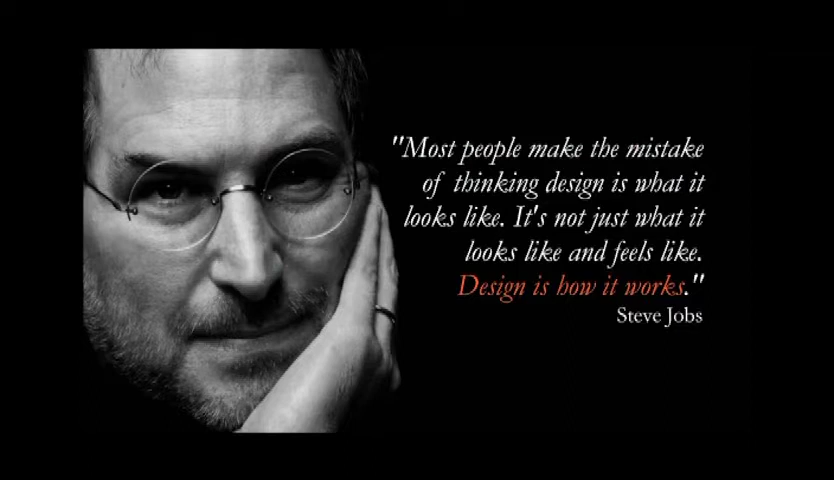 "Most people make the mistake
of thinking design is what it
looks like. It's not just what it
looks like and feels like.
Design is how it works."
Steve Jobs